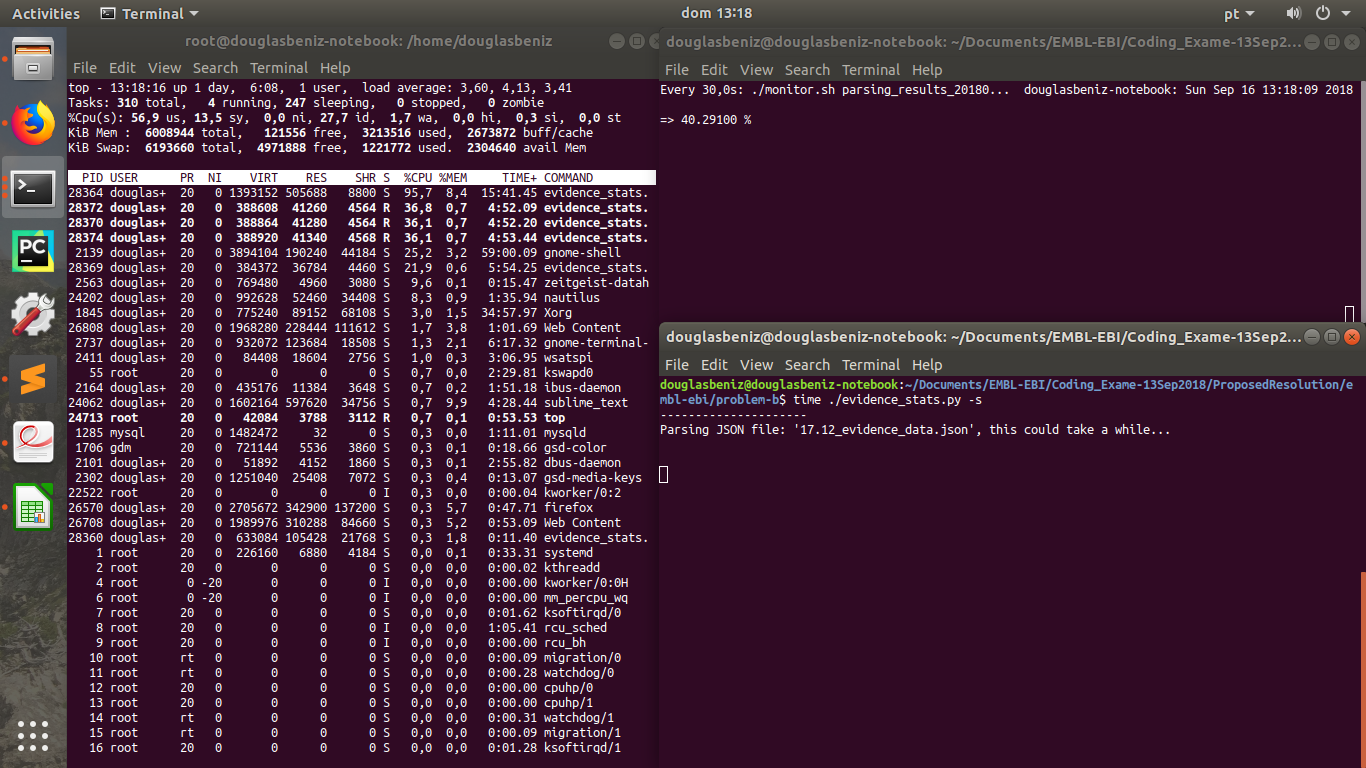 Activities Terminal dom 13:18 pt
root@douglasbeniz-notebook: /home/douglasbeniz
File Edit View Search Terminal Help
top - 13:18:16 up 1 day,  6:08,  1 user,  load average: 3,60, 4,13, 3,41
Tasks: 310 total,   4 running, 247 sleeping,   0 stopped,   0 zombie
%Cpu(s): 56,9 us, 13,5 sy,  0,0 ni, 27,7 id,  1,7 wa,  0,0 hi,  0,3 si,  0,0 st
KiB Mem :  6008944 total,   121556 free,  3213516 used,  2673872 buff/cache
KiB Swap:  6193660 total,  4971888 free,  1221772 used.  2304640 avail Mem
PID USER PR NI VIRT RES SHR S %CPU %MEM TIME+ COMMAND
28364 douglas+ 20 0 1393152 505688 8800 S 95,7 8,4 15:41.45 evidence_stats.
28372 douglas+ 20 0 388608 41260 4564 R 36,8 0,7 4:52.09 evidence_stats.
28370 douglas+ 20 0 388864 41280 4564 R 36,1 0,7 4:52.20 evidence_stats.
28374 douglas+ 20 0 388920 41340 4568 R 36,1 0,7 4:53.44 evidence_stats.
2139 douglas+ 20 0 3894104 190240 44184 S 25,2 3,2 59:00.09 gnome-shell
28369 douglas+ 20 0 384372 36784 4460 S 21,9 0,6 5:54.25 evidence_stats.
2563 douglas+ 20 0 769480 4960 3080 S 9,6 0,1 0:15.47 zeitgeist-datah
24202 douglas+ 20 0 992628 52460 34408 S 8,3 0,9 1:35.94 nautilus
1845 douglas+ 20 0 775240 89152 68108 S 3,0 1,5 34:57.97 Xorg
26808 douglas+ 20 0 1968280 228444 111612 S 1,7 3,8 1:01.69 Web Content
2737 douglas+ 20 0 932072 123684 18508 S 1,3 2,1 6:17.32 gnome-terminal-
2411 douglas+ 20 0 84408 18604 2756 S 1,0 0,3 3:06.95 wsatspi
55 root 20 0 0 0 0 S 0,7 0,0 2:29.81 kswapd0
2164 douglas+ 20 0 435176 11384 3648 S 0,7 0,2 1:51.18 ibus-daemon
24062 douglas+ 20 0 1602164 597620 34756 S 0,7 9,9 4:28.44 sublime_text
24713 root 20 0 42084 3788 3112 R 0,7 0,1 0:53.53 top
1285 mysql 20 0 1482472 32 0 S 0,3 0,0 1:11.01 mysqld
1706 gdm 20 0 721144 5536 3860 S 0,3 0,1 0:18.66 gsd-color
2101 douglas+ 20 0 51892 4152 1860 S 0,3 0,1 2:55.82 dbus-daemon
2302 douglas+ 20 0 1251040 25408 7072 S 0,3 0,4 0:13.07 gsd-media-keys
22522 root 20 0 0 0 0 I 0,3 0,0 0:00.04 kworker/0:2
26570 douglas+ 20 0 2705672 342900 137200 S 0,3 5,7 0:47.71 firefox
26708 douglas+ 20 0 1989976 310288 84660 S 0,3 5,2 0:53.09 Web Content
28360 douglas+ 20 0 633084 105428 21768 S 0,3 1,8 0:11.40 evidence_stats.
1 root 20 0 226160 6880 4184 S 0,0 0,1 0:33.31 systemd
2 root 20 0 0 0 0 S 0,0 0,0 0:00.02 kthreadd
4 root 0 -20 0 0 0 I 0,0 0,0 0:00.00 kworker/0:0H
6 root 0 -20 0 0 0 I 0,0 0,0 0:00.00 mm_percpu_wq
7 root 20 0 0 0 0 S 0,0 0,0 0:01.62 ksoftirqd/0
8 root 20 0 0 0 0 I 0,0 0,0 1:05.41 rcu_sched
9 root 20 0 0 0 0 I 0,0 0,0 0:00.00 rcu_bh
10 root rt 0 0 0 0 S 0,0 0,0 0:00.09 migration/0
11 root rt 0 0 0 0 S 0,0 0,0 0:00.28 watchdog/0
12 root 20 0 0 0 0 S 0,0 0,0 0:00.00 cpuhp/0
13 root 20 0 0 0 0 S 0,0 0,0 0:00.00 cpuhp/1
14 root rt 0 0 0 0 S 0,0 0,0 0:00.31 watchdog/1
15 root rt 0 0 0 0 S 0,0 0,0 0:00.09 migration/1
16 root 20 0 0 0 0 S 0,0 0,0 0:01.28 ksoftirqd/1
douglasbeniz@douglasbeniz-notebook: ~/Documents/EMBL-EBI/Coding_Exame-13Sep2...
File Edit View Search Terminal Help
Every 30,0s: ./monitor.sh parsing_results_20180...  douglasbeniz-notebook: Sun Sep 16 13:18:09 2018
=> 40.29100 %
douglasbeniz@douglasbeniz-notebook: ~/Documents/EMBL-EBI/Coding_Exame-13Sep2...
File Edit View Search Terminal Help
douglasbeniz@douglasbeniz-notebook:~/Documents/EMBL-EBI/Coding_Exame-13Sep2018/ProposedResolution/e
mbl-ebi/problem-b$ time ./evidence_stats.py -s
---------------------
Parsing JSON file: '17.12_evidence_data.json', this could take a while...
PC